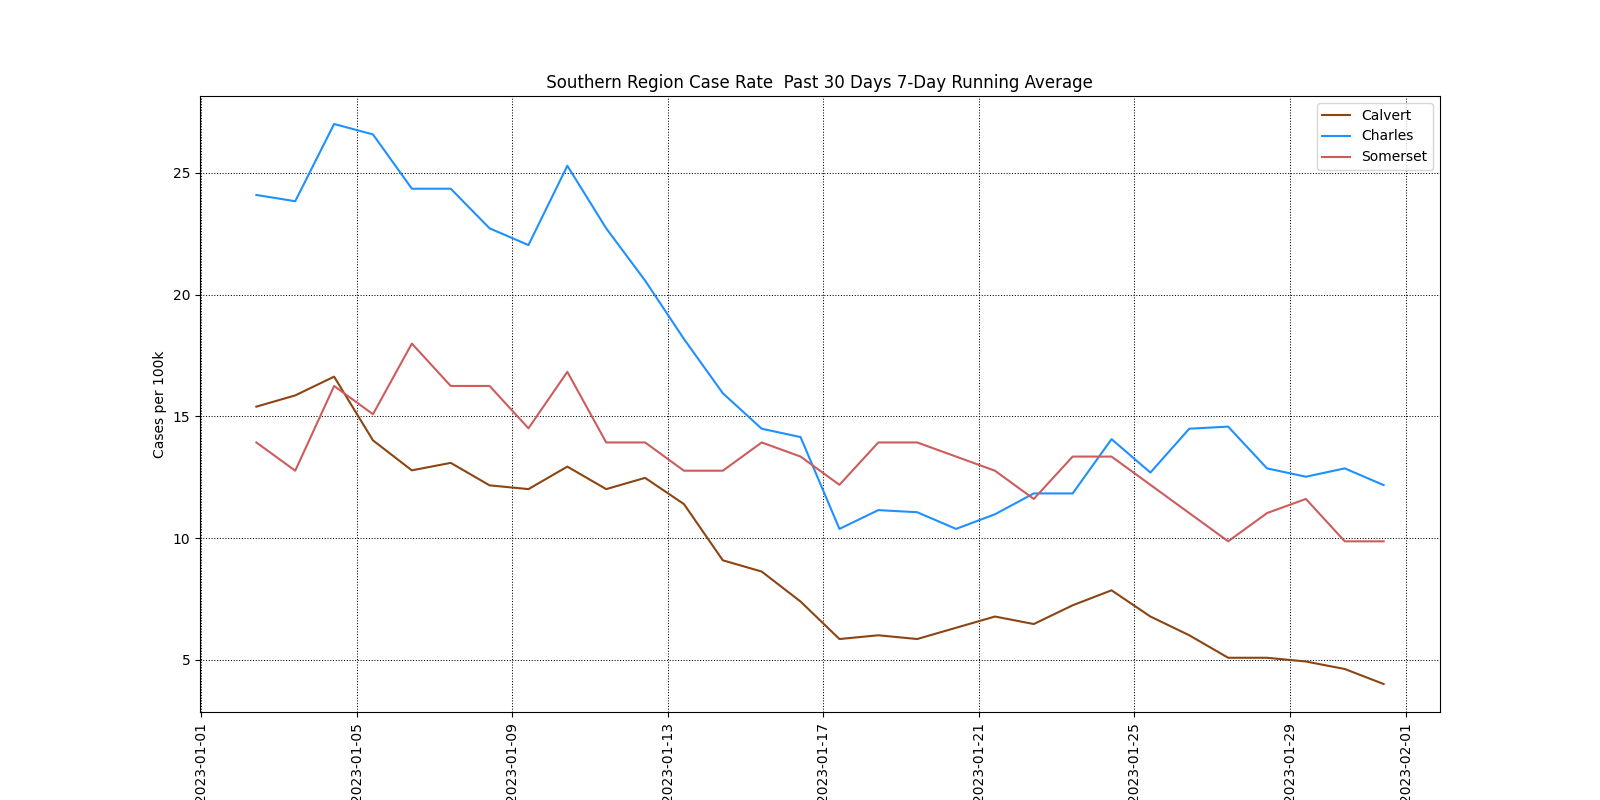 Southern Region Case Rate  Past 30 Days 7-Day Running Average
Calvert
Charles
Somerset
Cases per 100k
25
20
15
10
5
2023-01-01
2023-01-05
2023-01-09
2023-01-13
2023-01-17
2023-01-21
2023-01-25
2023-01-29
2023-02-01